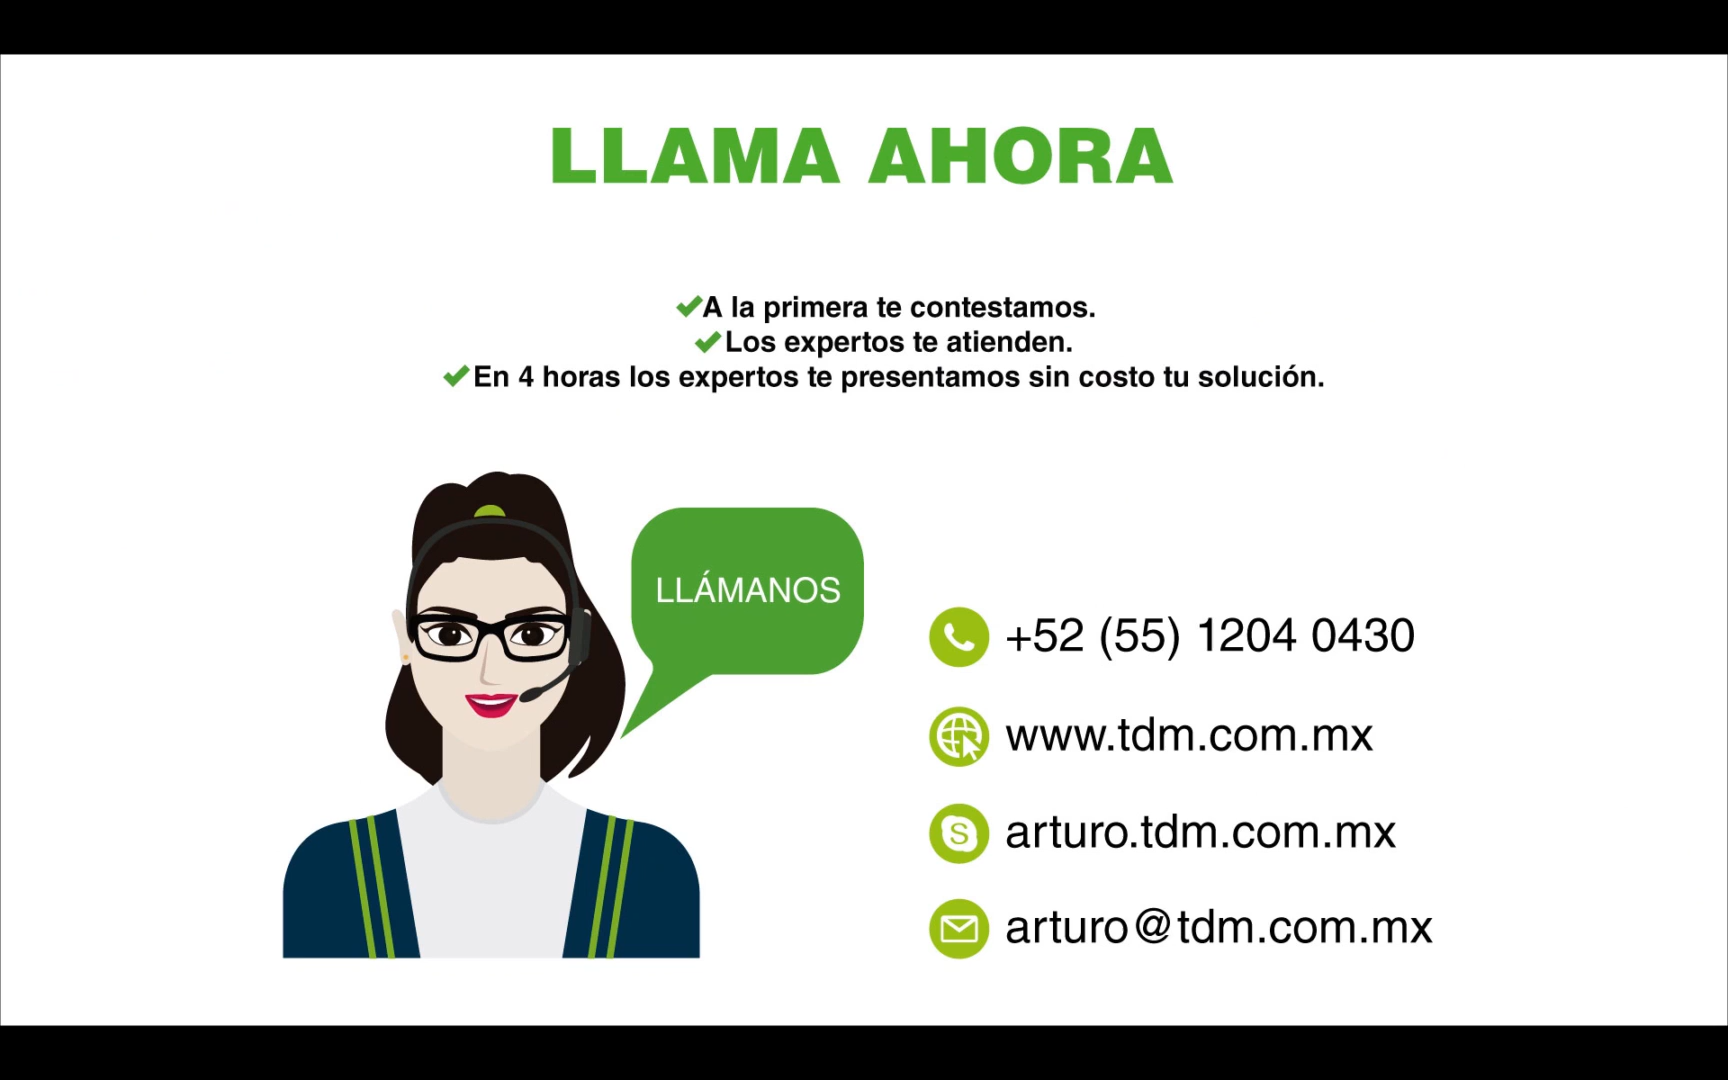 LLAMA AHORA
A la primera te contestamos.
Los expertos te atienden.
En 4 horas los expertos te presentamos sin costo tu solución.
LLÁMANOS
+52 (55) 1204 0430
www.tdm.com.mx
arturo.tdm.com.mx
arturo@tdm.com.mx